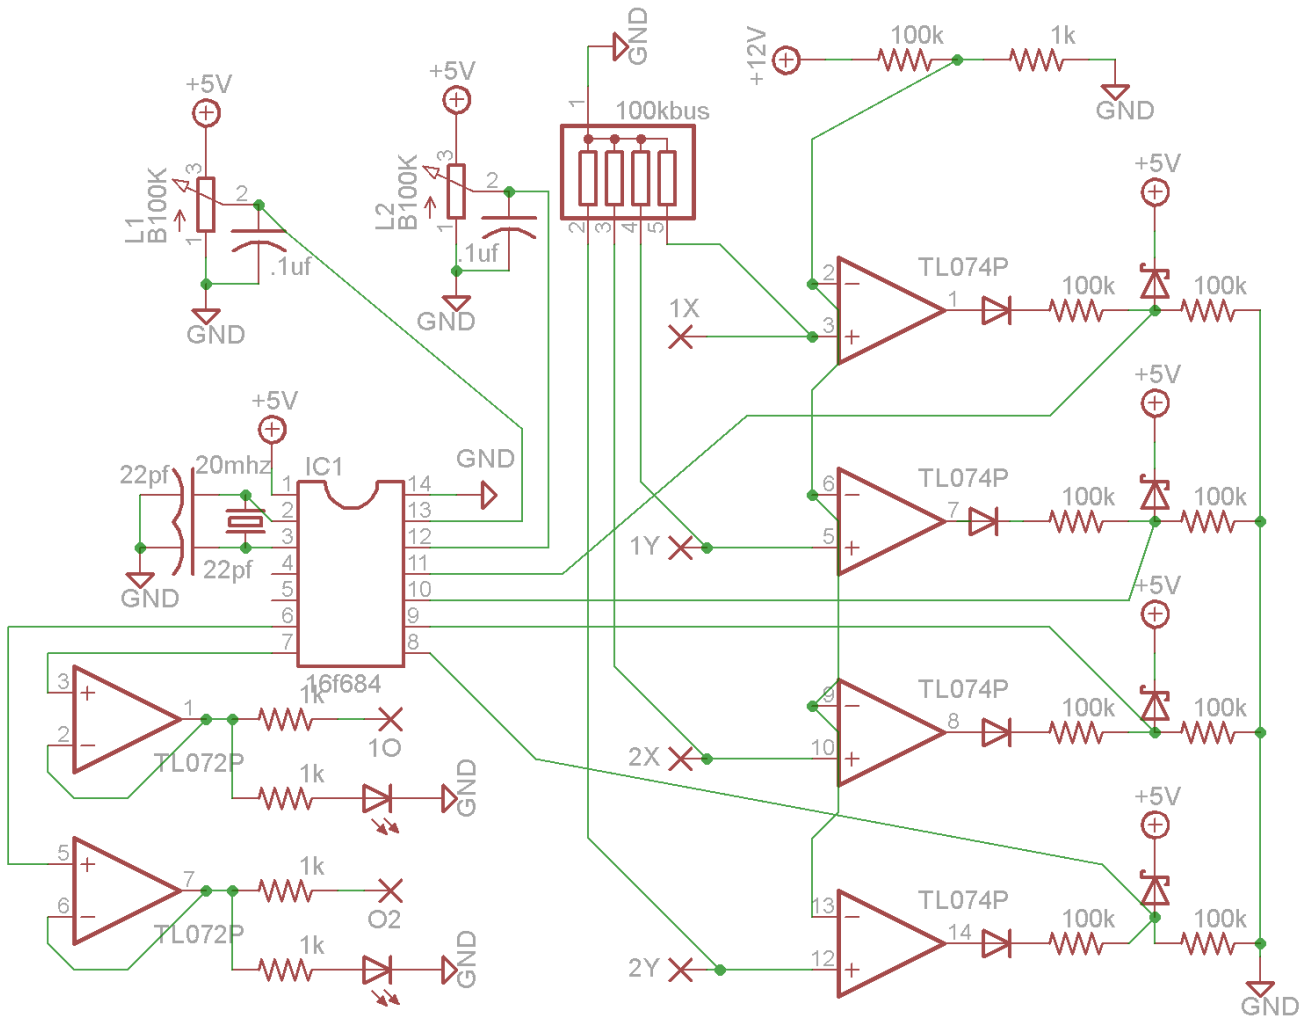 GND
+12V
100k
1k
GND
+5V
+5V
1
100kbus
2
3
4
5
3
2
1
L1
B100K
.1uf
GND
3
2
1
L2
B100K
.1uf
GND
+5V
2
3
1X
TL074P
1
100k
100k
+5V
22pf
20mhz
IC1
GND
1
2
3
4
5
6
7
14
13
12
11
10
9
8
22pf
GND
16f684
+5V
6
5
1Y
TL074P
7
100k
100k
+5V
9
10
2X
TL074P
8
100k
100k
3
2
1
TL072P
1k
1O
1k
GND
+5V
5
6
7
TL072P
1k
O2
1k
GND
13
12
2Y
TL074P
14
100k
100k
GND